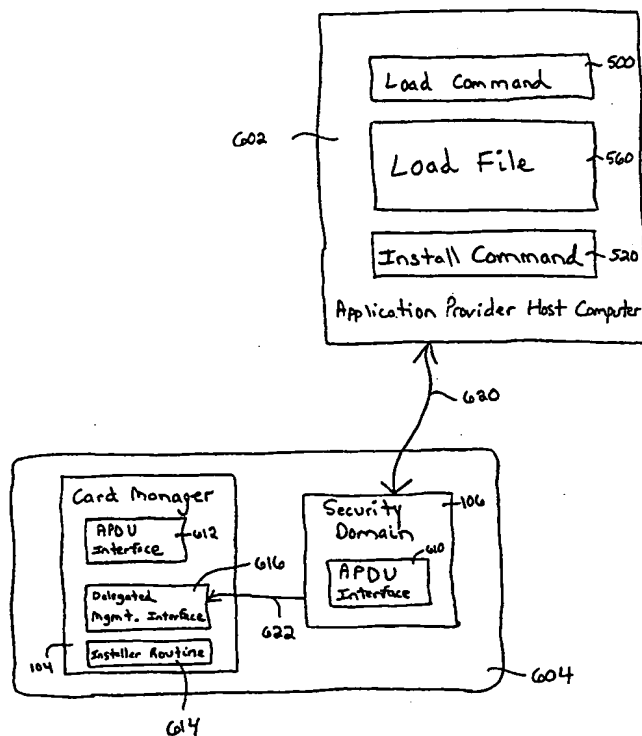 Load Command
500
602
Load File
560
Install Command
520
Application Provider Host Computer
620
Card Manager
APDU
Interface
612
Delegated
Mgmt. Interface
616
Installer Routine
104
614
Security
Domain
106
APDU
Interface
610
622
604